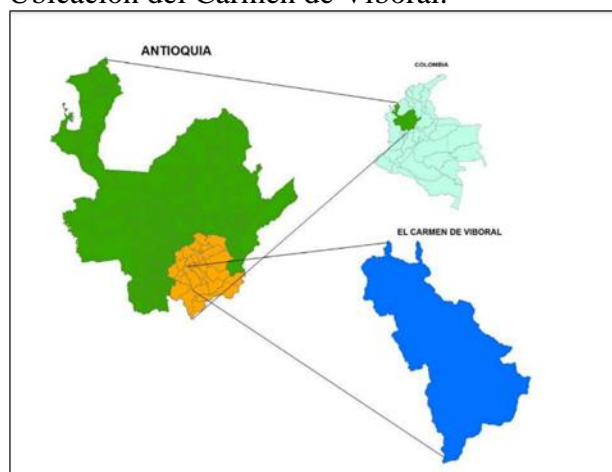 Ubicación del Carmen de Viboral.
ANTIOQUIA
COLOMBIA
EL CARMEN DE VIBORAL